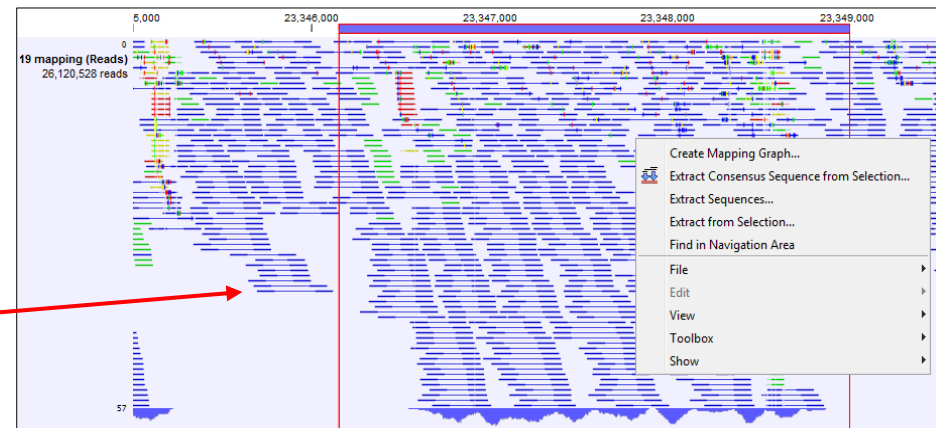 5,000 23,346,000 23,347,000 23,348,000 23,349,000
0
19 mapping (Reads)
26,120,528 reads
Create Mapping Graph...
Extract Consensus Sequence from Selection...
Extract Sequences...
Extract from Selection...
Find in Navigation Area
File
Edit
View
Toolbox
Show
57